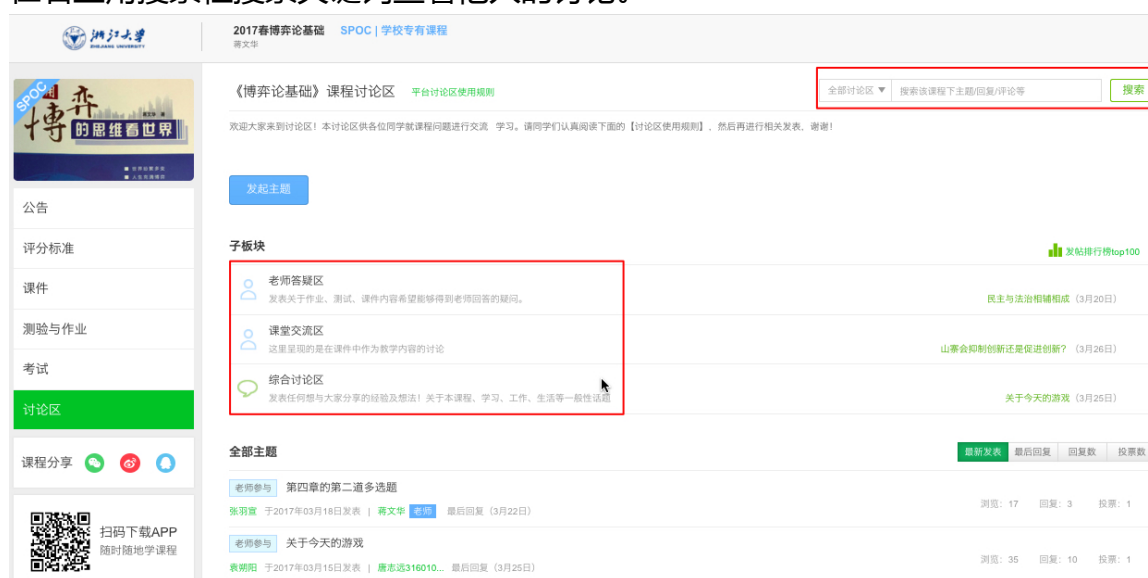 浙江大学
ZHEJIANG UNIVERSITY
2017春博弈论基础 SPOC | 学校专有课程
蒋文华
SPOC
的思维看世界
公告
评分标准
课件
测验与作业
考试
讨论区
课程分享
扫码下载APP
随时随地学课程
《博弈论基础》课程讨论区 平台讨论区使用规则
全部讨论区 ▼ 搜索该课程下主题/回复/评论等 搜索
欢迎大家来到讨论区！本讨论区供各位同学就课程问题进行交流 学习。请同学们认真阅读下面的【讨论区使用规则】，然后再进行相关发表，谢谢！
发起主题
子板块
发帖排行榜top100
老师答疑区
发表关于作业、测试、课件内容希望能够得到老师回答的疑问。
民主与法治相辅相成（3月20日）
课堂交流区
这里呈现的是在课件中作为教学内容的讨论
山寨会抑制创新还是促进创新？（3月26日）
综合讨论区
发表任何想与大家分享的经验及想法！关于本课程、学习、工作、生活等一般性话题
关于今天的游戏（3月25日）
全部主题
最新发表 最后回复 回复数 投票数
老师参与 第四章的第二道多选题
张羽宣 于2017年03月18日发表 | 蒋文华 老师 最后回复（3月22日）
浏览：17 回复：3 投票：1
老师参与 关于今天的游戏
袁朔阳 于2017年03月15日发表 | 唐志远316010... 最后回复（3月25日）
浏览：35 回复：10 投票：1